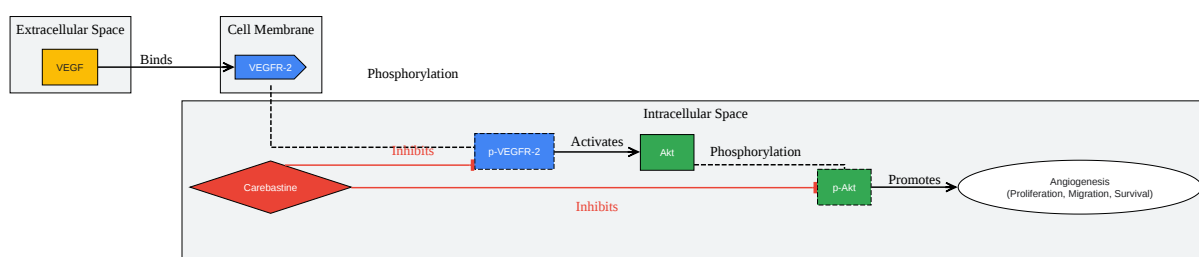 Extracellular Space
Cell Membrane
VEGF
Binds
VEGFR-2
Phosphorylation
Intracellular Space
Inhibits
p-VEGFR-2
Activates
Akt
Phosphorylation
Carebastine
Inhibits
p-Akt
Promotes
Angiogenesis
(Proliferation, Migration, Survival)